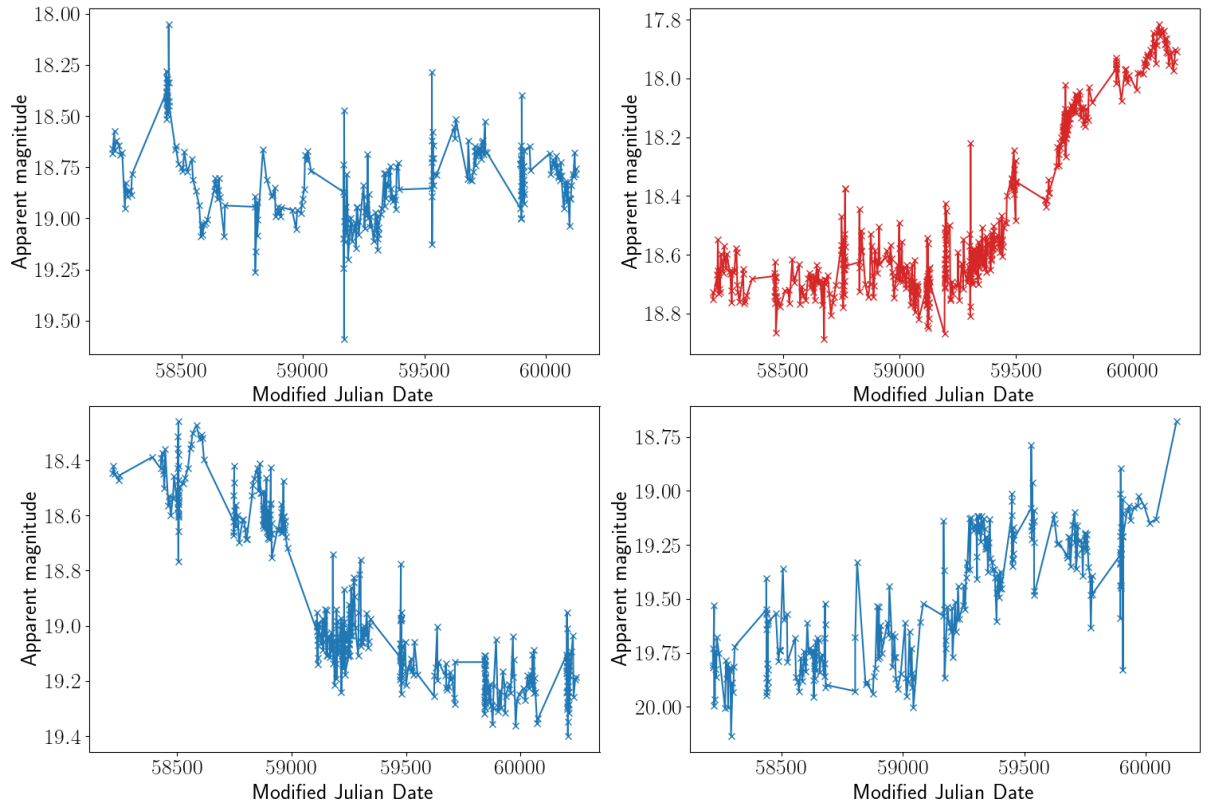 18.00
18.25
18.50
18.75
19.00
19.25
19.50
Apparent magnitude
58500 59000 59500 60000
Modified Julian Date
17.8
18.0
18.2
18.4
18.6
18.8
Apparent magnitude
58500 59000 59500 60000
Modified Julian Date
18.4
18.6
18.8
19.0
19.2
19.4
Apparent magnitude
58500 59000 59500 60000
Modified Julian Date
18.75
19.00
19.25
19.50
19.75
20.00
Apparent magnitude
58500 59000 59500 60000
Modified Julian Date